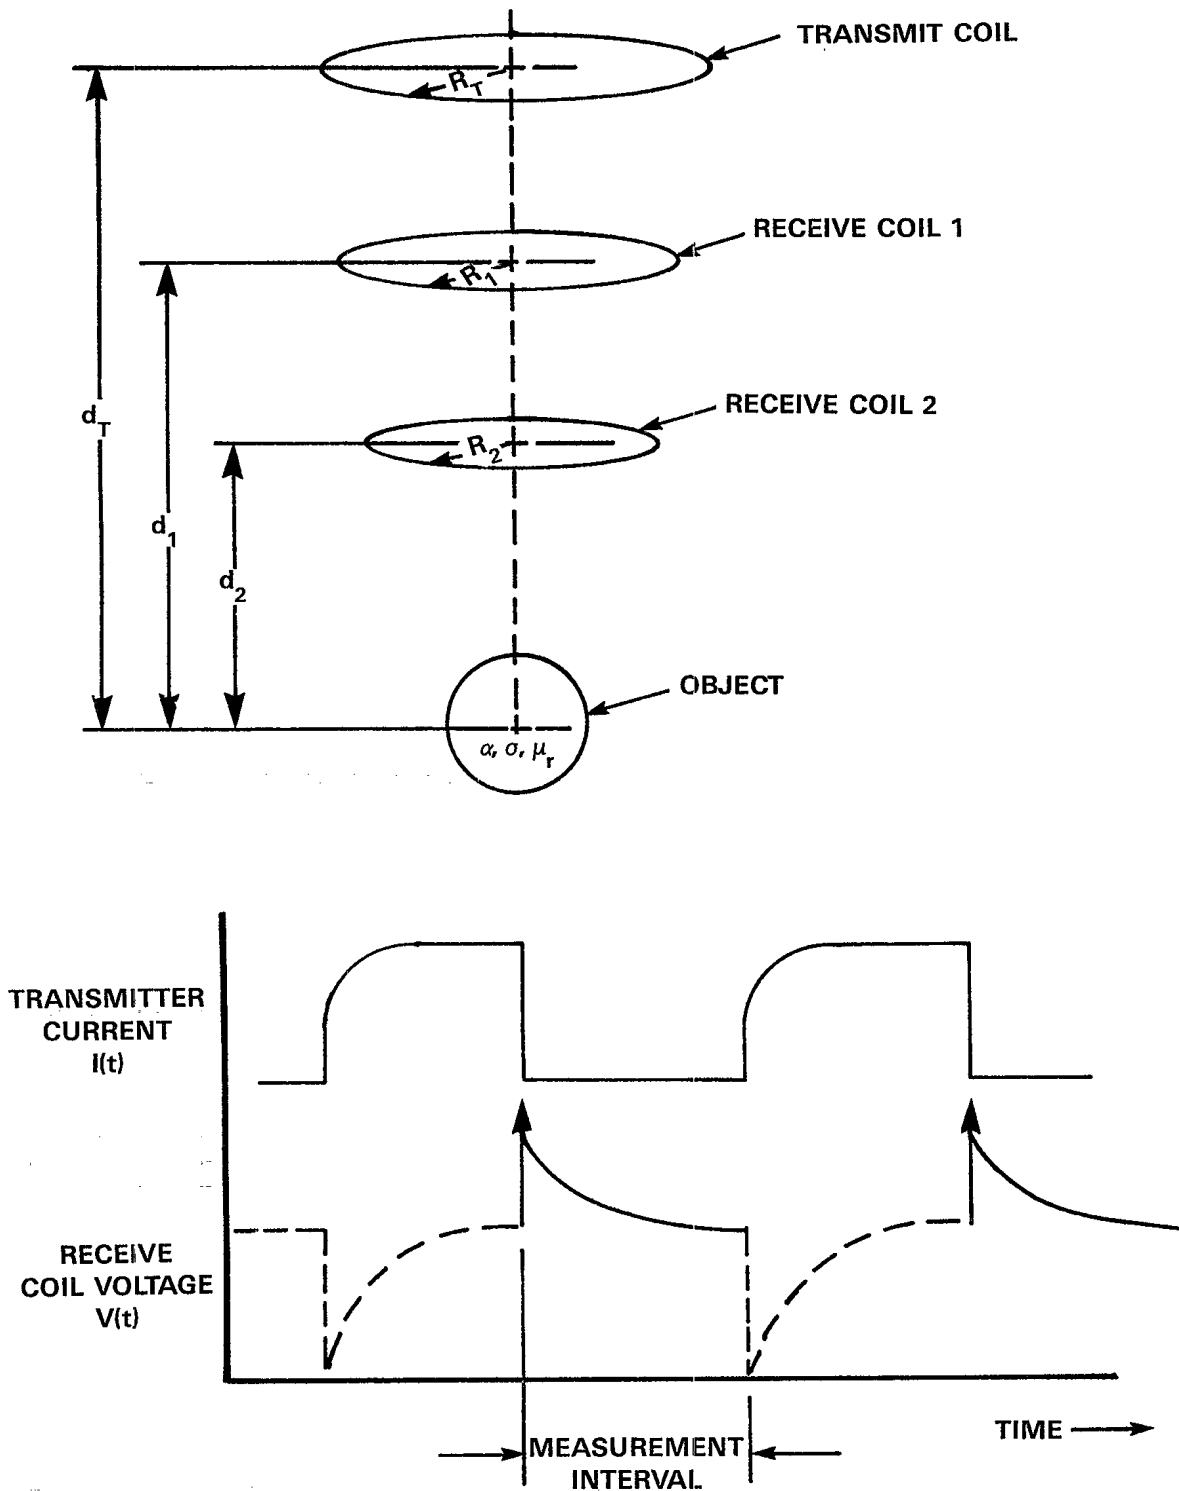 TRANSMIT COIL
R_T
RECEIVE COIL 1
R_1
RECEIVE COIL 2
R_2
d_T
d_1
d_2
OBJECT
α, σ, μ_r
TRANSMITTER
CURRENT
I(t)
RECEIVE
COIL VOLTAGE
V(t)
TIME
MEASUREMENT
INTERVAL